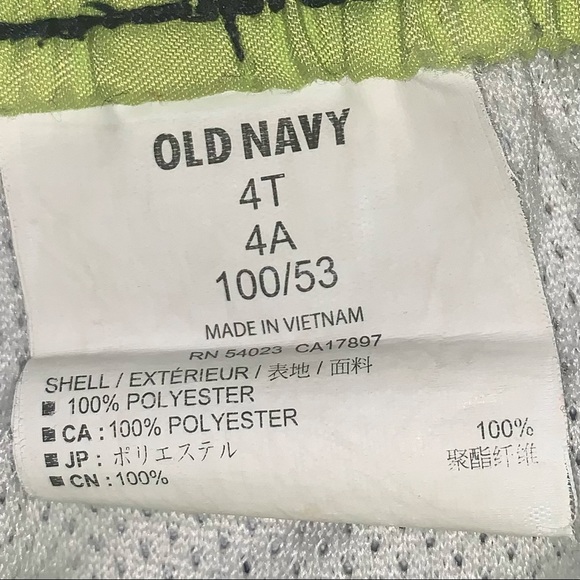 OLD NAVY
4T
4A
100/53
MADE IN VIETNAM
RN 54023 CA17897
SHELL / EXTÉRIEUR / 表地 / 面料
100% POLYESTER
CA : 100% POLYESTER
JP : ポリエステル 100%
CN : 100% 聚酯纤维